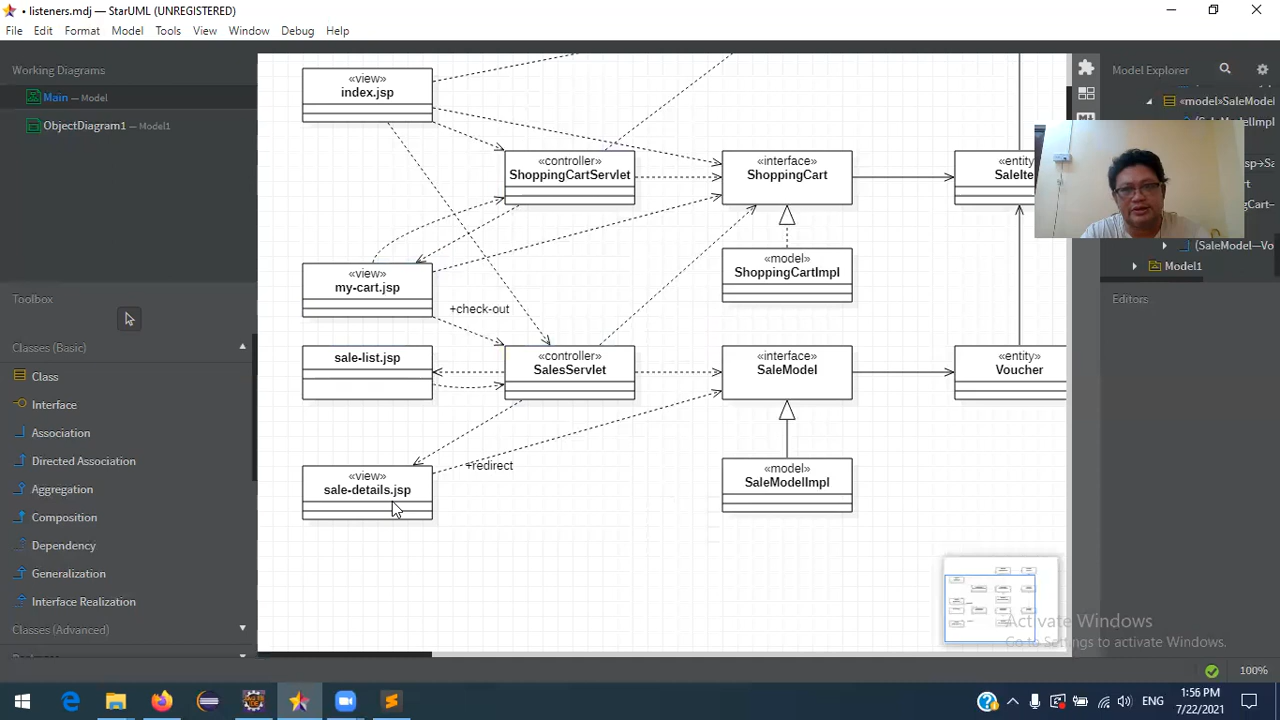 • listeners.mdj — StarUML (UNREGISTERED)
File Edit Format Model Tools View Window Debug Help
Working Diagrams
Main — Model
ObjectDiagram1 — Model1
Toolbox
Classes (Basic)
Class
Interface
Association
Directed Association
Aggregation
Composition
Dependency
Generalization
Interface Realization
Classes (Advanced)
«view»
index.jsp
«controller»
ShoppingCartServlet
«interface»
ShoppingCart
«entity»
SaleIte
«model»
ShoppingCartImpl
«view»
my-cart.jsp
+check-out
sale-list.jsp
«controller»
SalesServlet
«interface»
SaleModel
«entity»
Voucher
+redirect
«view»
sale-details.jsp
«model»
SaleModelImpl
Model Explorer
«model»SaleModel
(SaleModel—Vo
Model1
Editors
Activate Windows
Go to Settings to activate Windows.
100%
ENG
1:56 PM
7/22/2021